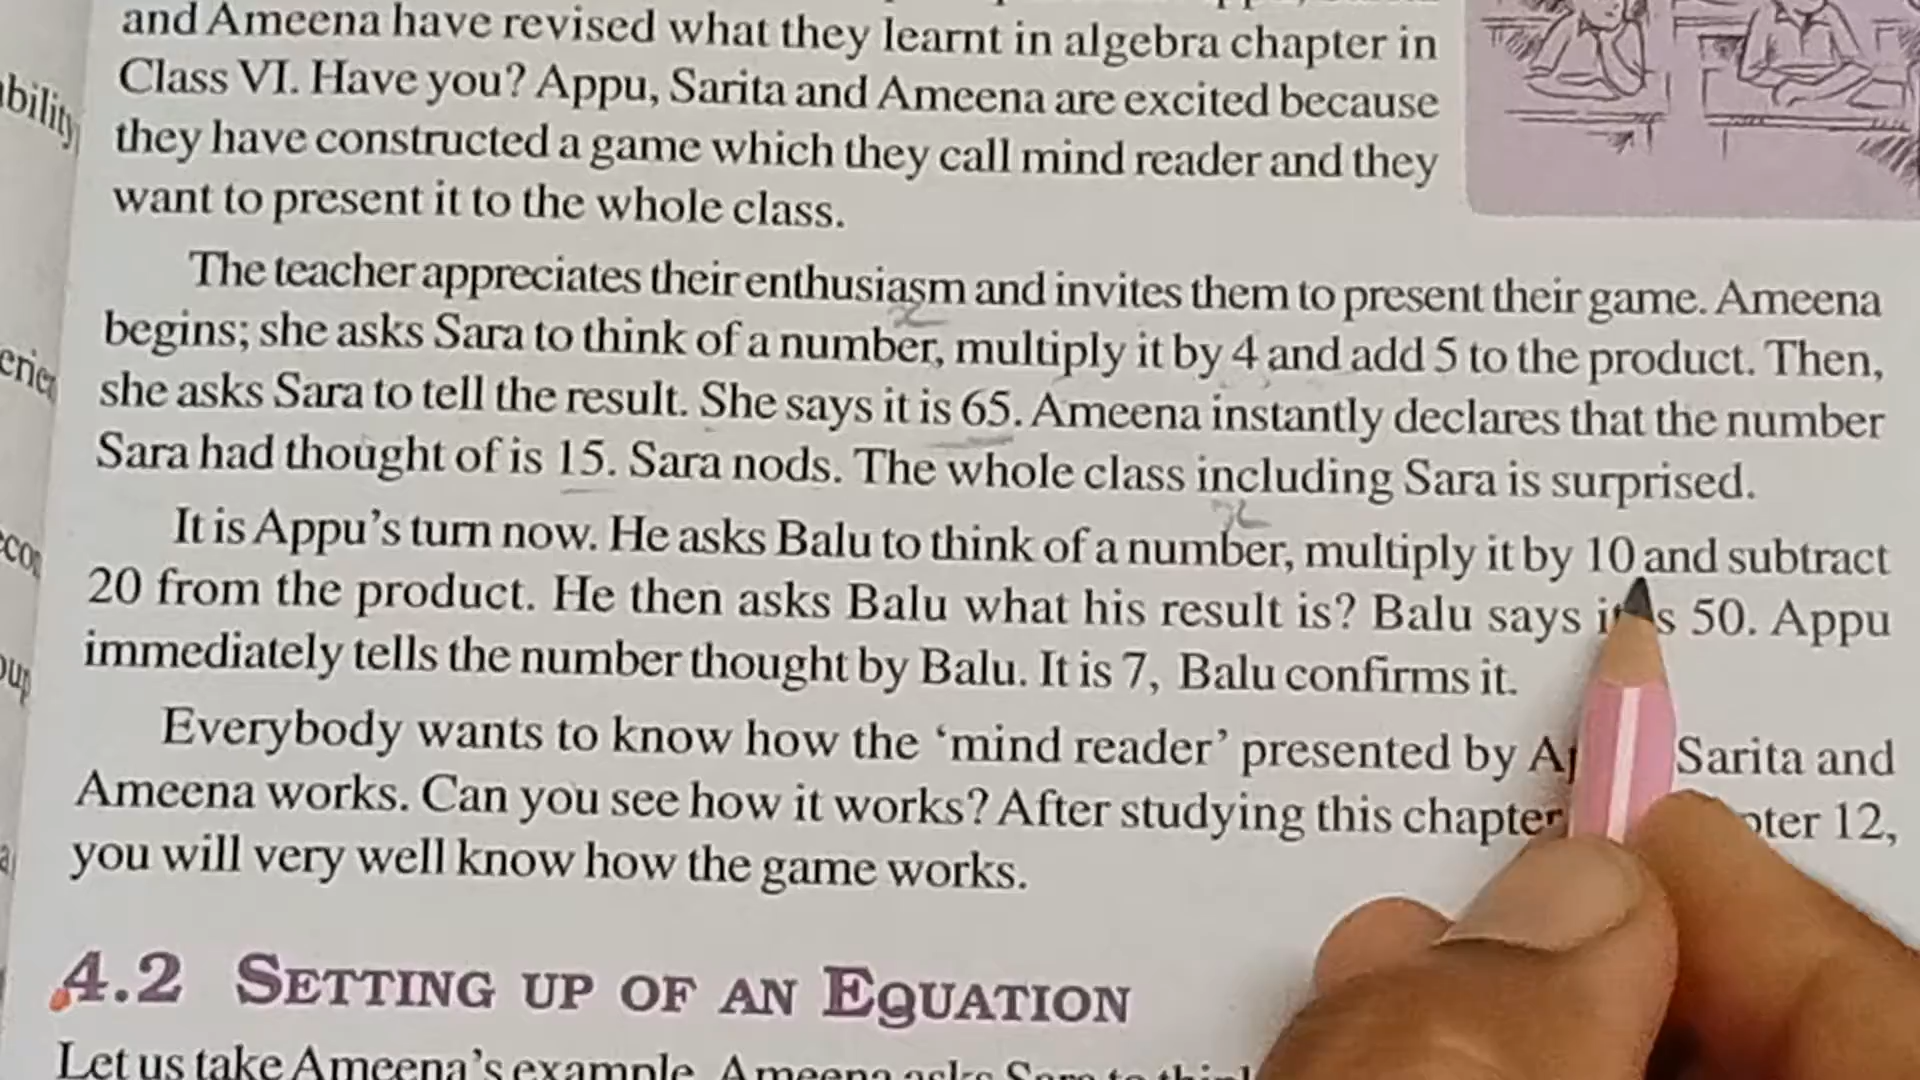 and Ameena have revised what they learnt in algebra chapter in
Class VI. Have you? Appu, Sarita and Ameena are excited because
they have constructed a game which they call mind reader and they
want to present it to the whole class.
The teacher appreciates their enthusiasm and invites them to present their game. Ameena
begins; she asks Sara to think of a number, multiply it by 4 and add 5 to the product. Then,
she asks Sara to tell the result. She says it is 65. Ameena instantly declares that the number
Sara had thought of is 15. Sara nods. The whole class including Sara is surprised.
x
It is Appu's turn now. He asks Balu to think of a number, multiply it by 10 and subtract
20 from the product. He then asks Balu what his result is? Balu says 50. Appu
immediately tells the number thought by Balu. It is 7, Balu confirms it.
Everybody wants to know how the ‘mind reader’ presented by Sarita and
Ameena works. Can you see how it works? After studying this chapter 12,
you will very well know how the game works.
4.2 SETTING UP OF AN EQUATION
Let us take Ameena's example. Ameena asks Sara to